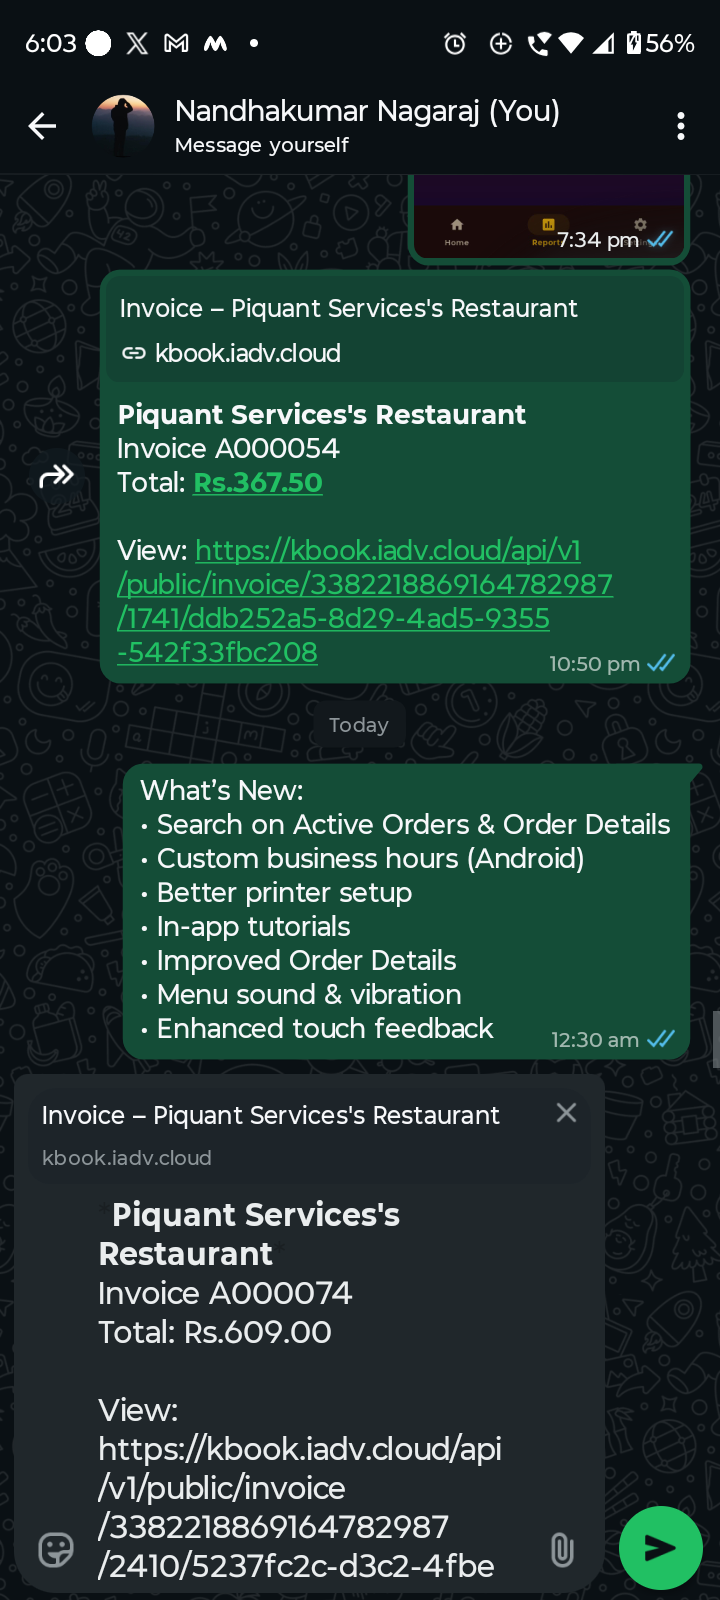 6:03
56%
Nandhakumar Nagaraj (You)
Message yourself
Home
Report
7:34 pm
Invoice – Piquant Services's Restaurant
kbook.iadv.cloud
Piquant Services's Restaurant
Invoice A000054
Total: Rs.367.50
View: https://kbook.iadv.cloud/api/v1
/public/invoice/3382218869164782987
/1741/ddb252a5-8d29-4ad5-9355
-542f33fbc208
10:50 pm
Today
What's New:
• Search on Active Orders & Order Details
• Custom business hours (Android)
• Better printer setup
• In-app tutorials
• Improved Order Details
• Menu sound & vibration
• Enhanced touch feedback
12:30 am
Invoice – Piquant Services's Restaurant
kbook.iadv.cloud
*Piquant Services's
Restaurant*
Invoice A000074
Total: Rs.609.00
View:
https://kbook.iadv.cloud/api
/v1/public/invoice
/3382218869164782987
/2410/5237fc2c-d3c2-4fbe